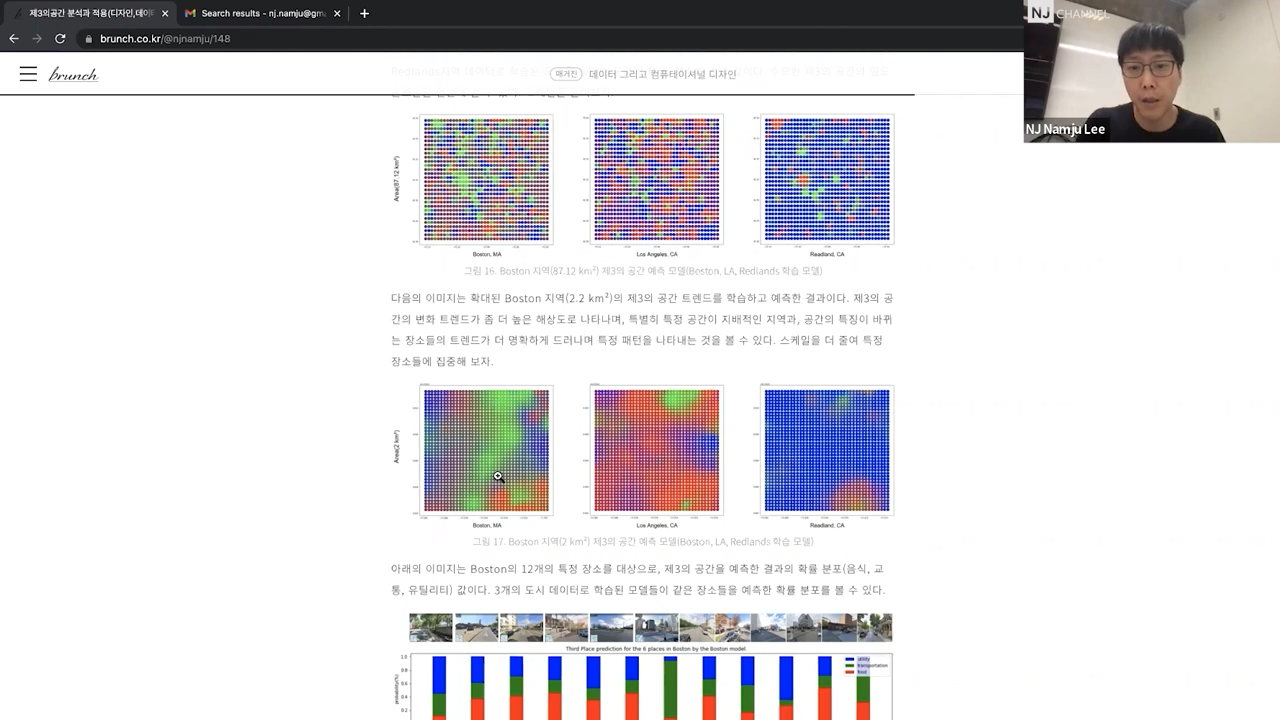 제3의공간 분석과 적용(디자인,데이터
Search results - nj.namju@gm
brunch.co.kr/@njnamju/148
NJ CHANNEL
NJ Namju Lee
brunch
매거진 데이터 그리고 컴퓨테이셔널 디자인
Area(87.12 km²)
Boston, MA
Los Angeles, CA
Readland, CA
그림 16. Boston 지역(87.12 km²) 제3의 공간 예측 모델(Boston, LA, Redlands 학습 모델)
다음의 이미지는 확대된 Boston 지역(2.2 km²)의 제3의 공간 트렌드를 학습하고 예측한 결과이다. 제3의 공
간의 변화 트렌드가 좀 더 높은 해상도로 나타나며, 특별히 특정 공간이 지배적인 지역과, 공간의 특징이 바뀌
는 장소들의 트렌드가 더 명확하게 드러나며 특정 패턴을 나타내는 것을 볼 수 있다. 스케일을 더 줄여 특정
장소들에 집중해 보자.
Area(2 km²)
Boston, MA
Los Angeles, CA
Readland, CA
그림 17. Boston 지역(2 km²) 제3의 공간 예측 모델(Boston, LA, Redlands 학습 모델)
아래의 이미지는 Boston의 12개의 특정 장소를 대상으로, 제3의 공간을 예측한 결과의 확률 분포(음식, 교
통, 유틸리티) 값이다. 3개의 도시 데이터로 학습된 모델들이 같은 장소들을 예측한 확률 분포를 볼 수 있다.
Third Place prediction for the 6 places in Boston by the Boston model.
probability(%)
1.0
0.8
0.6
0.4
0.2
utility
transportation
food